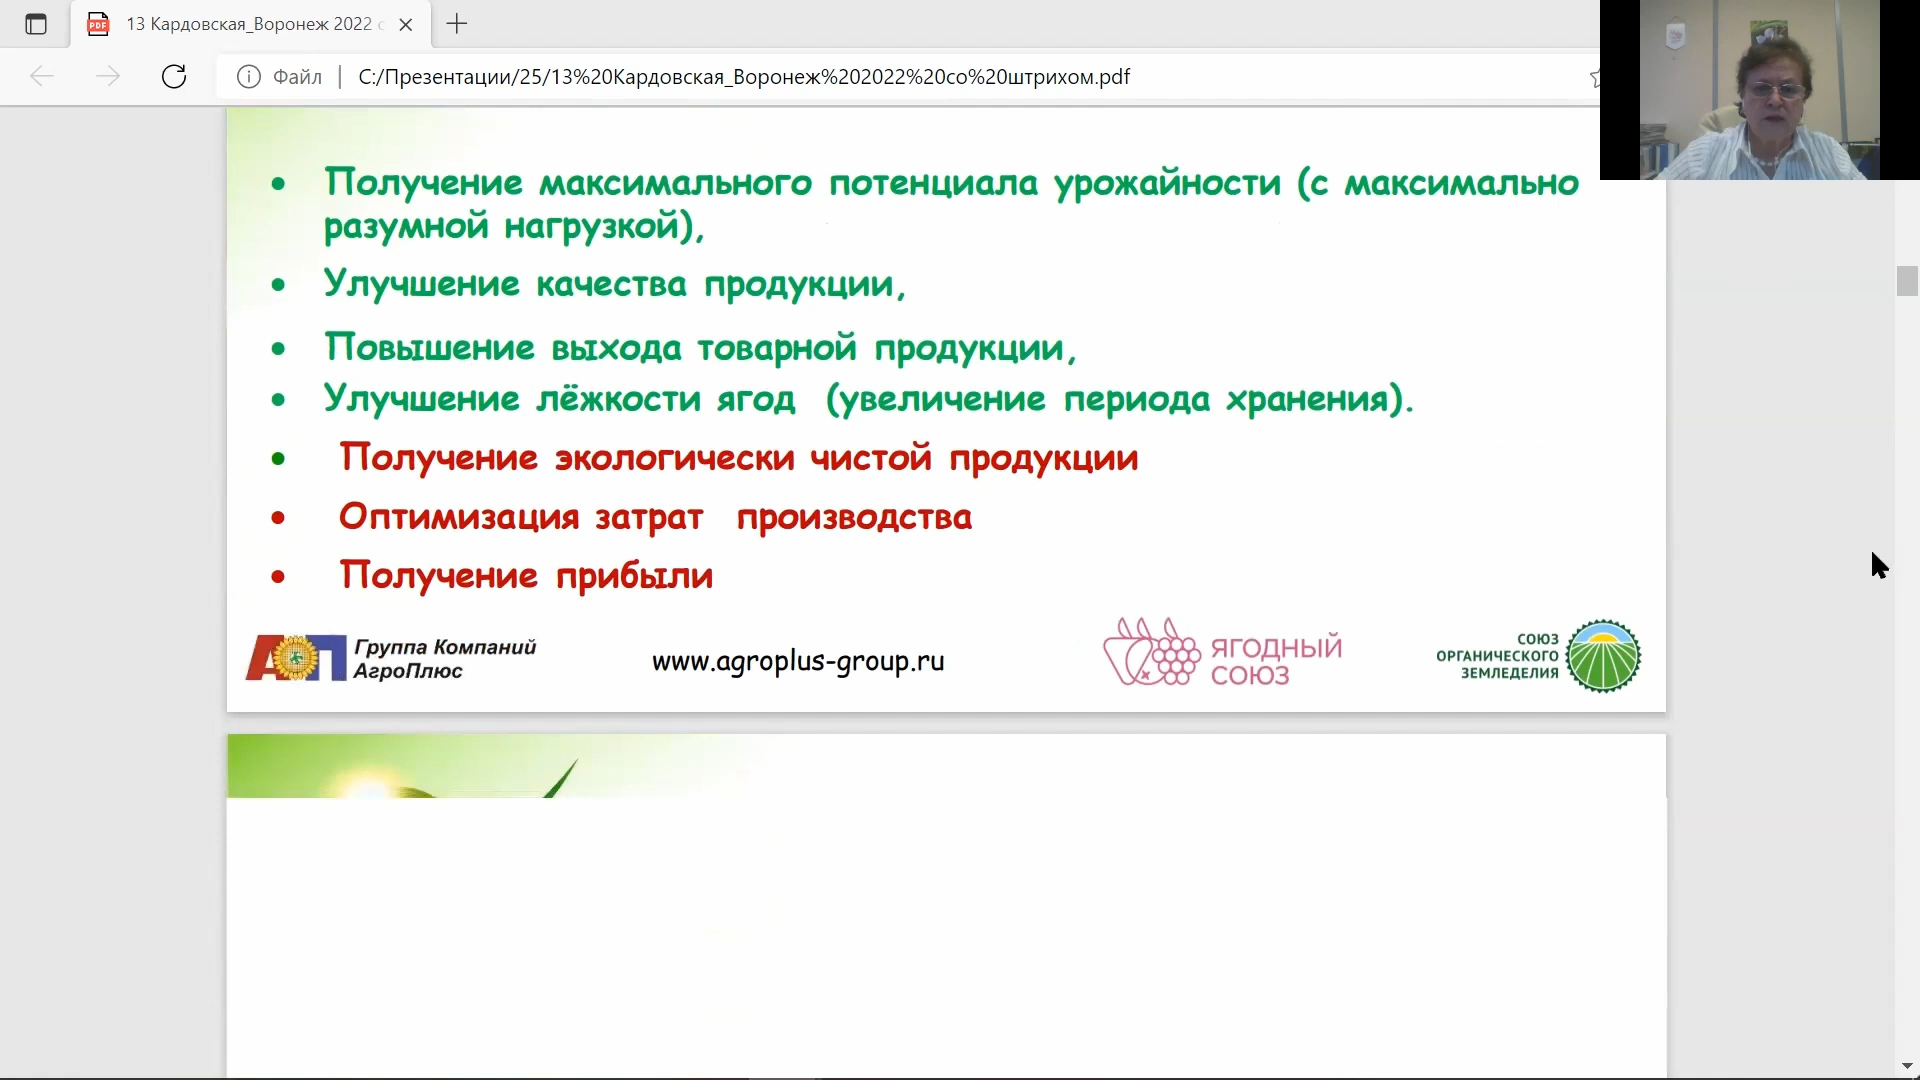 13 Кардовская_Воронеж 2022 с
Файл
C:/Презентации/25/13%20Кардовская_Воронеж%202022%20со%20штрихом.pdf
• Получение максимального потенциала урожайности (с максимально
разумной нагрузкой),
• Улучшение качества продукции,
• Повышение выхода товарной продукции,
• Улучшение лёжкости ягод (увеличение периода хранения).
• Получение экологически чистой продукции
• Оптимизация затрат производства
• Получение прибыли
АП
Группа Компаний
АгроПлюс
www.agroplus-group.ru
ЯГОДНЫЙ
СОЮЗ
СОЮЗ
ОРГАНИЧЕСКОГО
ЗЕМЛЕДЕЛИЯ